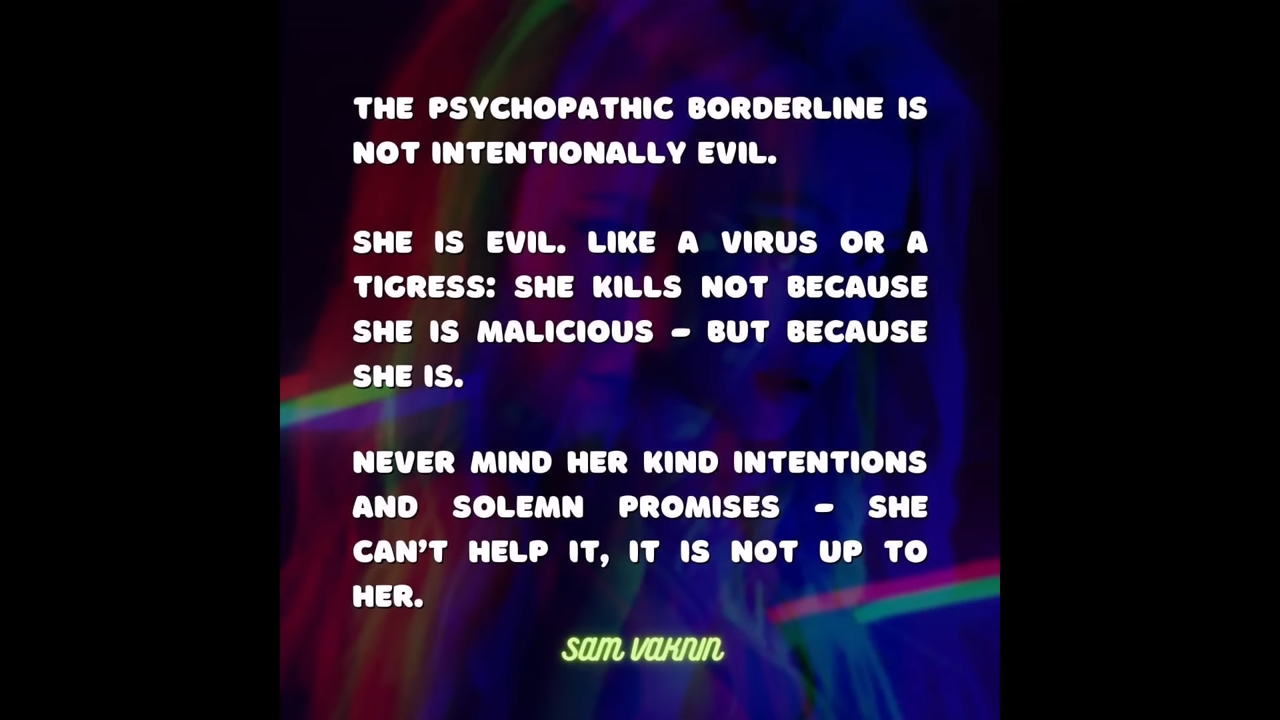 THE PSYCHOPATHIC BORDERLINE IS
NOT INTENTIONALLY EVIL.
SHE IS EVIL. LIKE A VIRUS OR A
TIGRESS: SHE KILLS NOT BECAUSE
SHE IS MALICIOUS – BUT BECAUSE
SHE IS.
NEVER MIND HER KIND INTENTIONS
AND SOLEMN PROMISES – SHE
CAN’T HELP IT, IT IS NOT UP TO
HER.
SAM VAKNIN